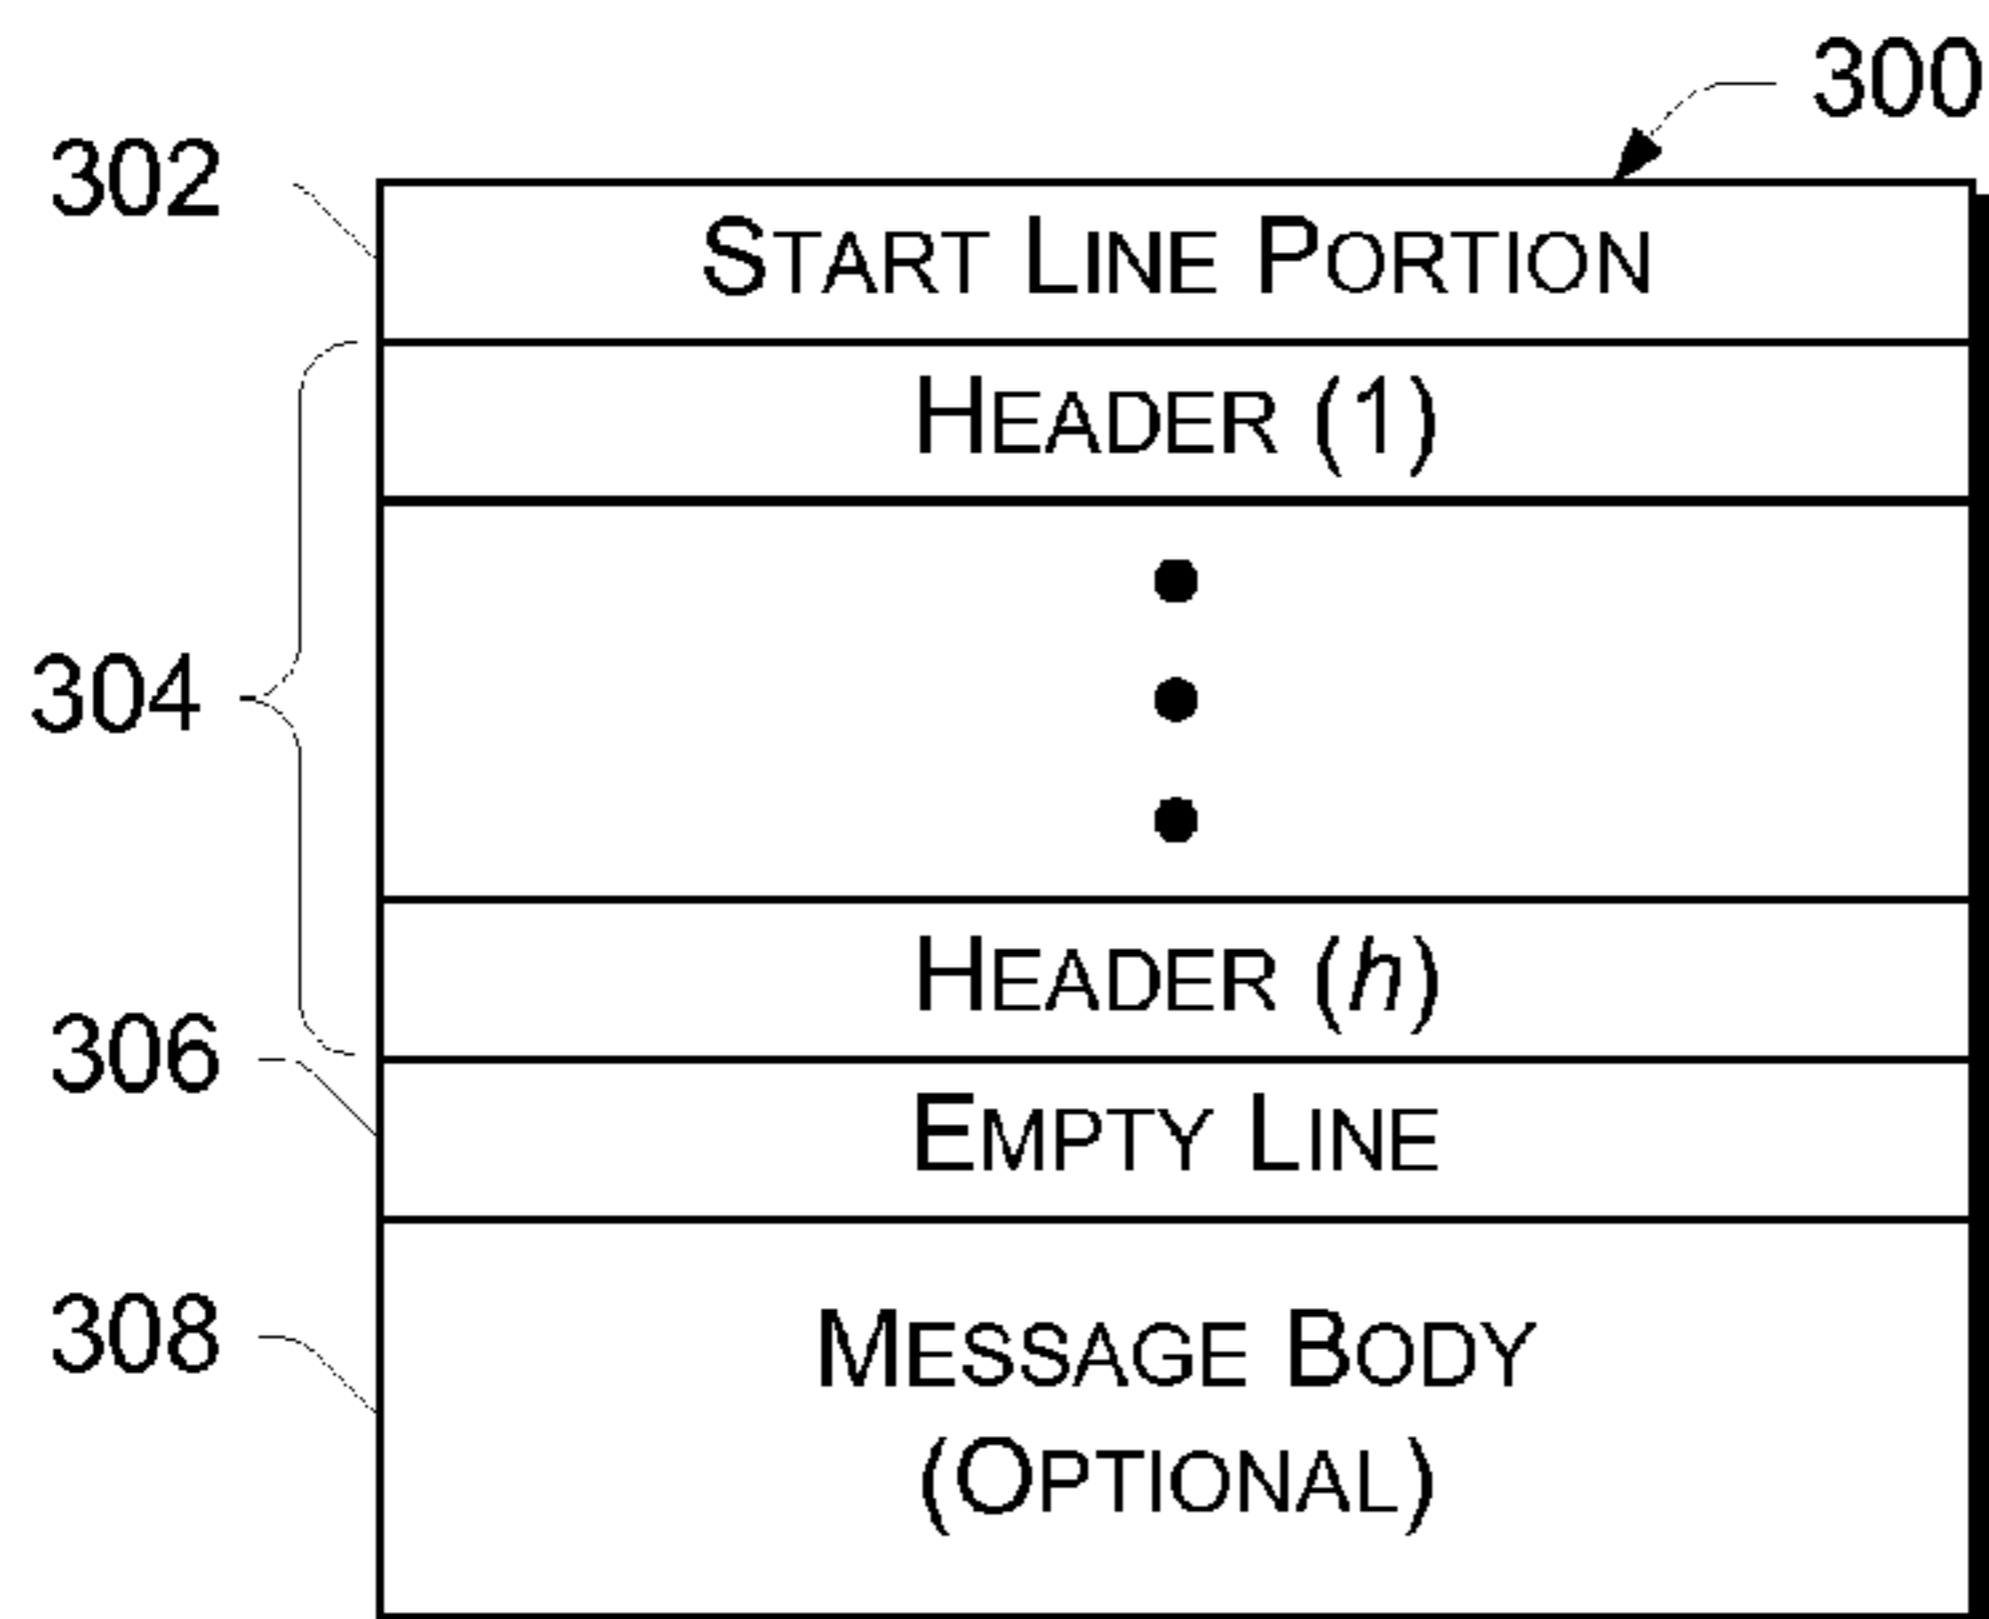 300
302
START LINE PORTION
HEADER (1)
304
HEADER (h)
306
EMPTY LINE
308
MESSAGE BODY
(OPTIONAL)